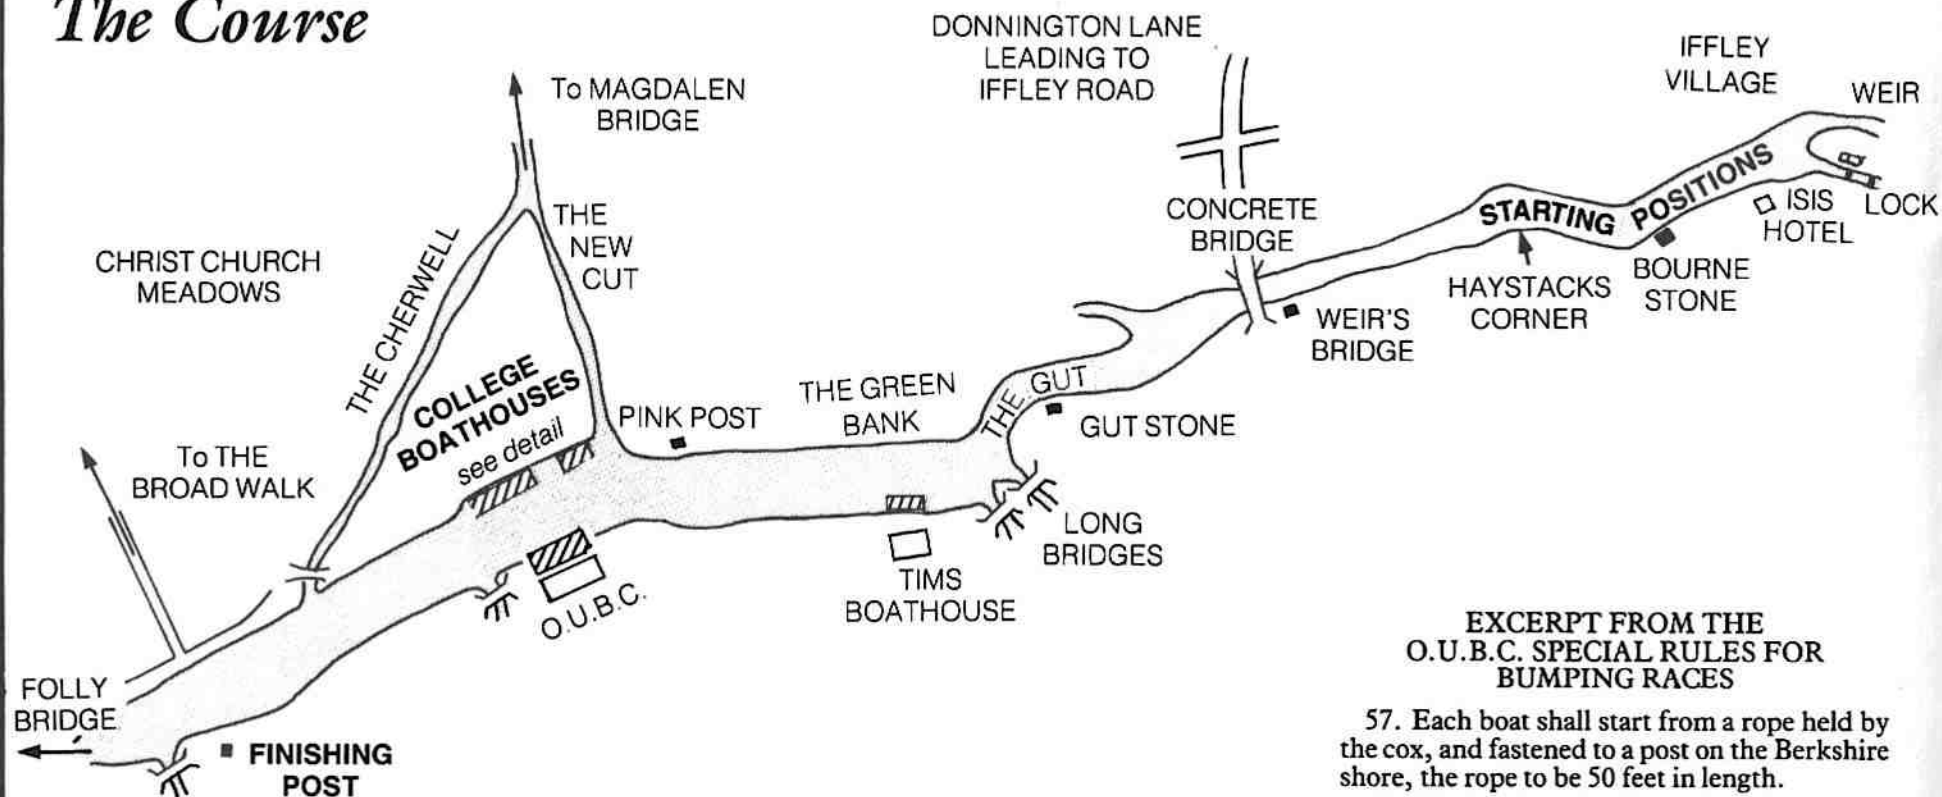 The Course
DONNINGTON LANE
LEADING TO
IFFLEY ROAD
IFFLEY
VILLAGE
WEIR
To MAGDALEN
BRIDGE
THE
NEW
CUT
CONCRETE
BRIDGE
STARTING POSITIONS
ISIS
HOTEL
LOCK
CHRIST CHURCH
MEADOWS
THE CHERWELL
HAYSTACKS
CORNER
BOURNE
STONE
WEIR'S
BRIDGE
COLLEGE
BOATHOUSES
see detail
PINK POST
THE GREEN
BANK
THE GUT
GUT STONE
To THE
BROAD WALK
LONG
BRIDGES
O.U.B.C.
TIMS
BOATHOUSE
FOLLY
BRIDGE
FINISHING
POST
EXCERPT FROM THE
O.U.B.C. SPECIAL RULES FOR
BUMPING RACES
57. Each boat shall start from a rope held by
the cox, and fastened to a post on the Berkshire
shore, the rope to be 50 feet in length.